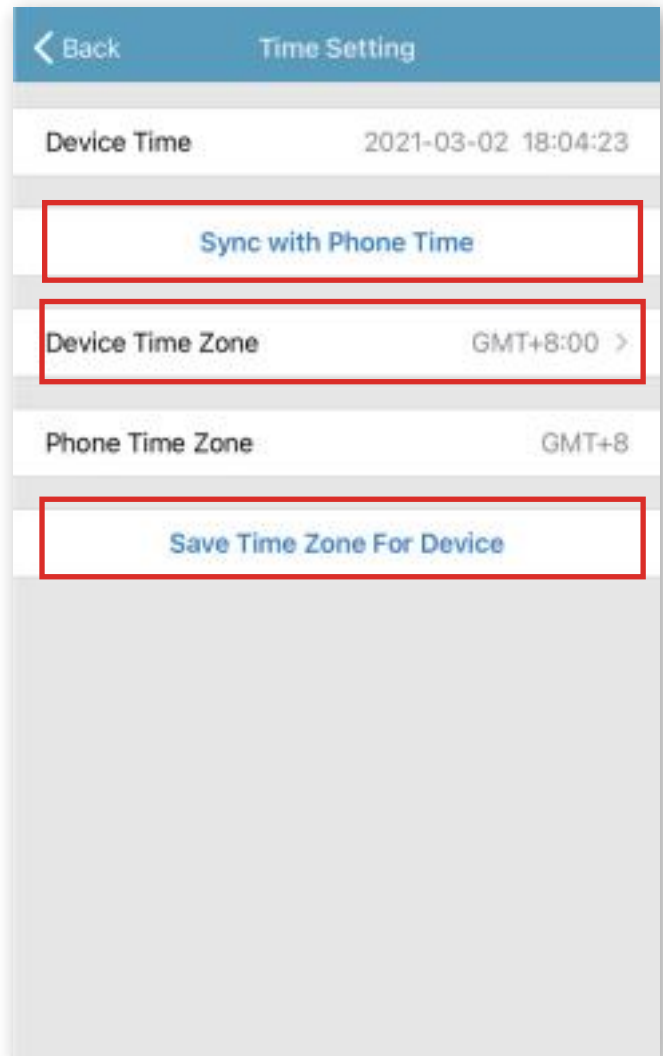 Back Time Setting
Device Time 2021-03-02 18:04:23
Sync with Phone Time
Device Time Zone GMT+8:00 >
Phone Time Zone GMT+8
Save Time Zone For Device